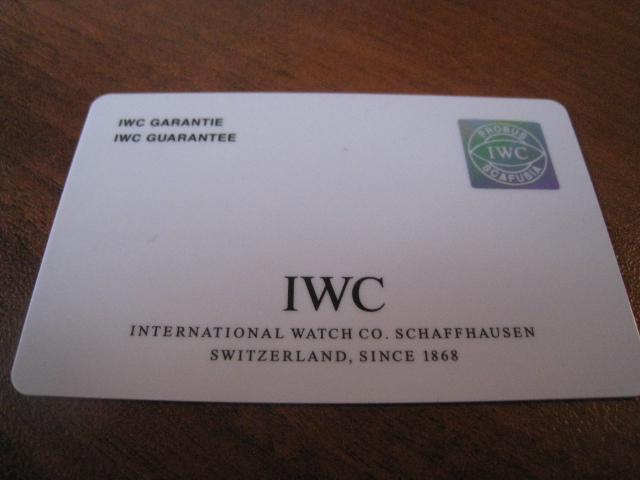 IWC GARANTIE
IWC GUARANTEE
PROBUS
IWC
SCAFUSIA
IWC
INTERNATIONAL WATCH CO. SCHAFFHAUSEN
SWITZERLAND, SINCE 1868